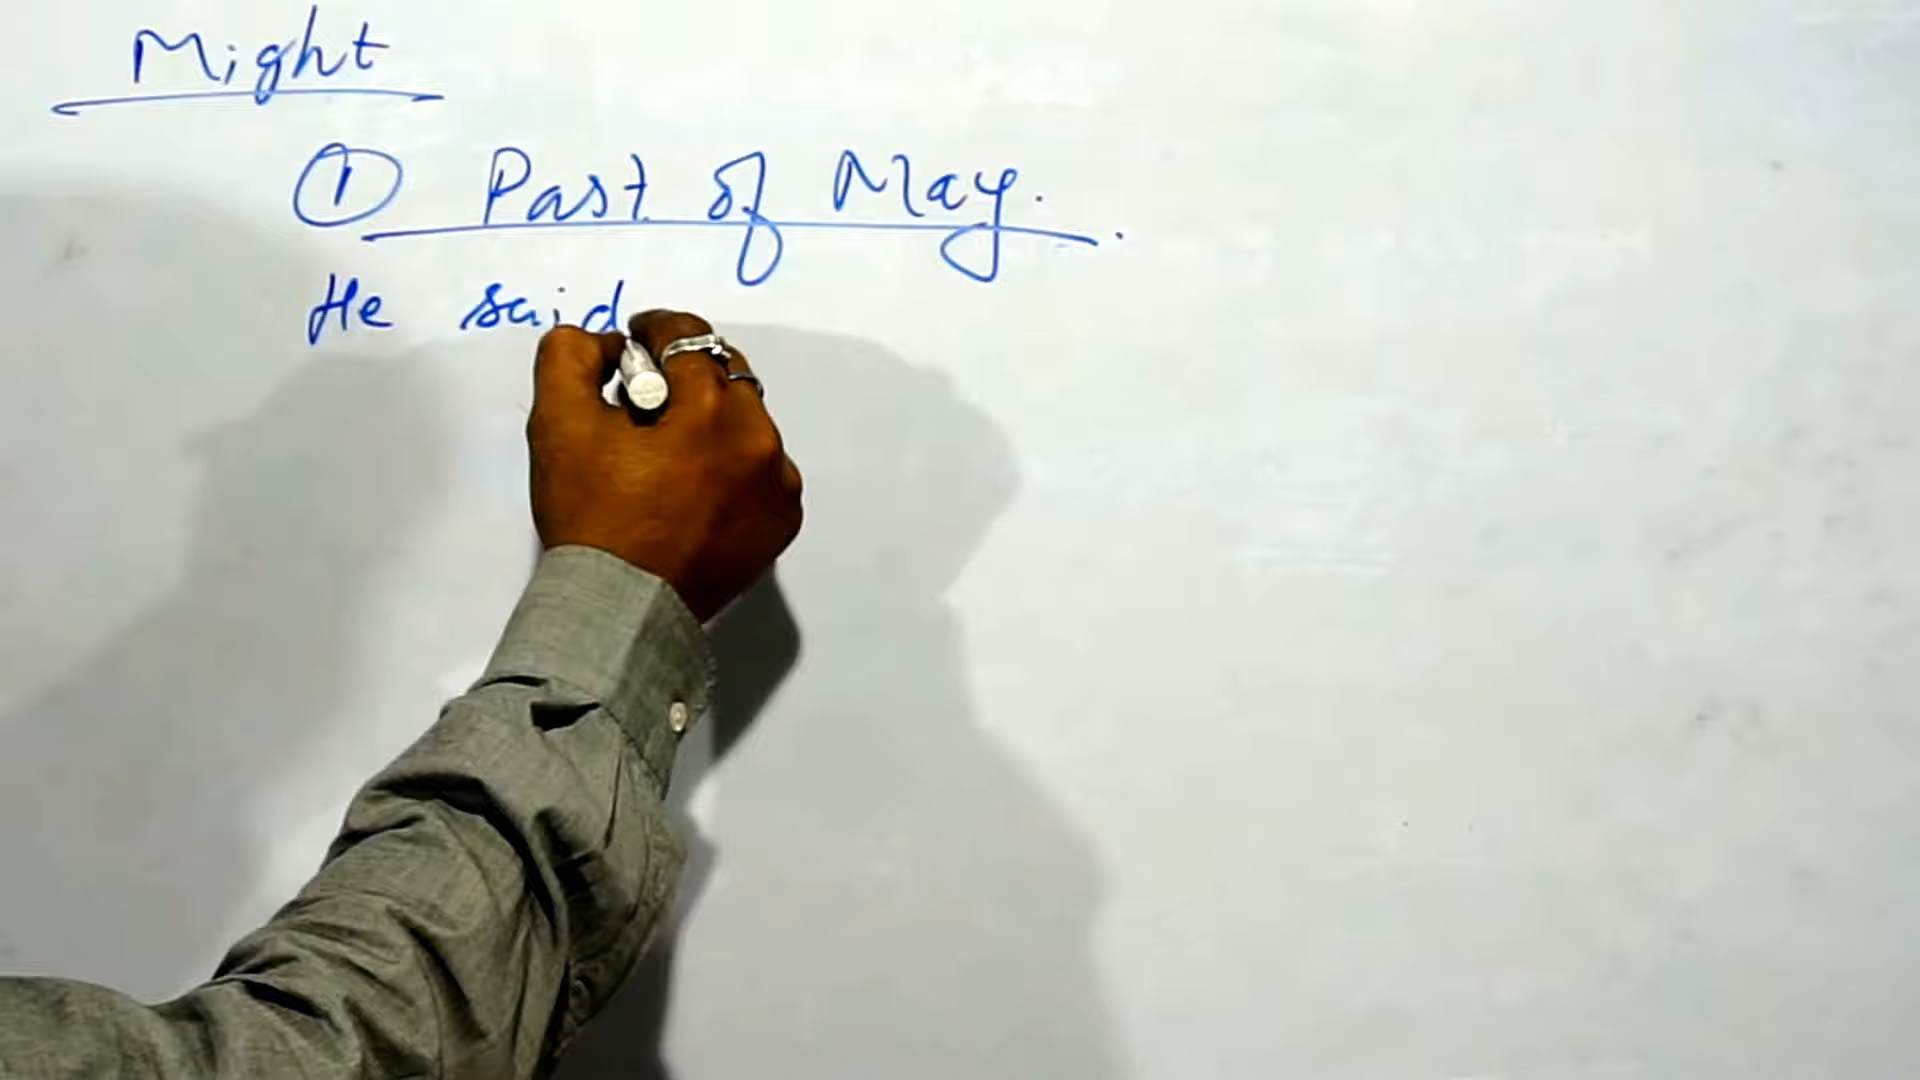 Might
① Past of May.
He said